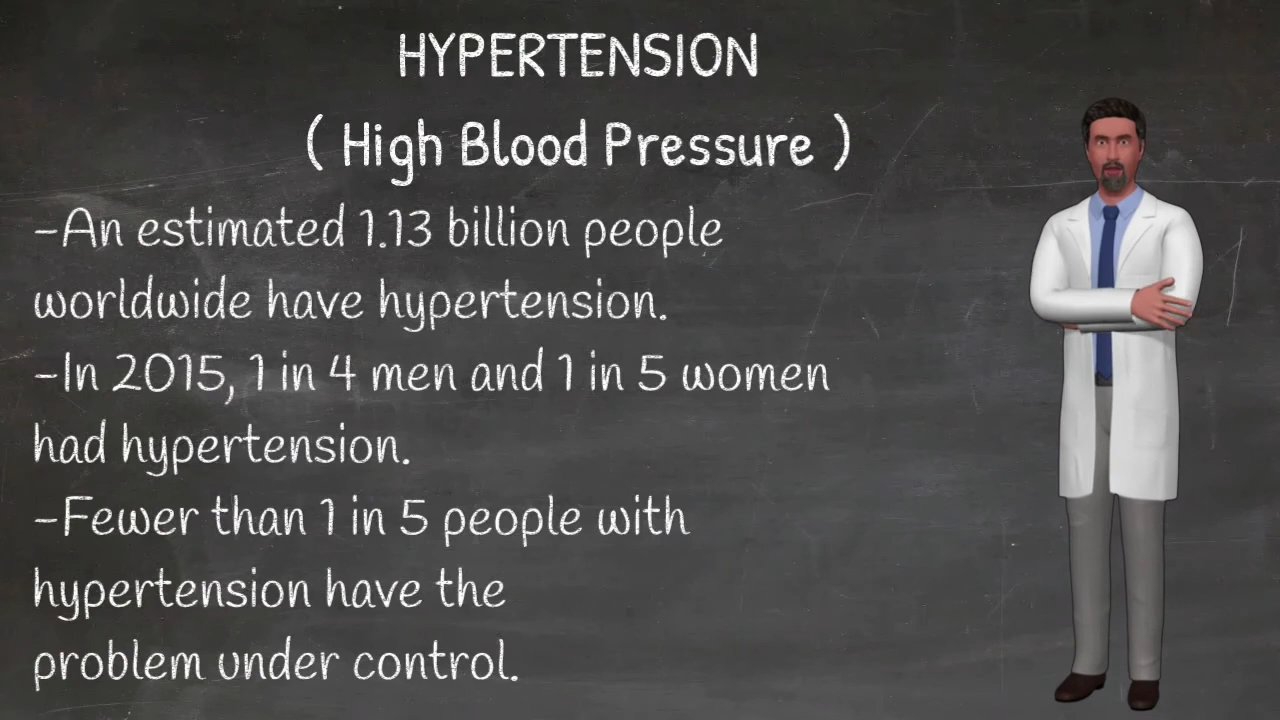 HYPERTENSION
( High Blood Pressure )
-An estimated 1.13 billion people
worldwide have hypertension.
-In 2015, 1 in 4 men and 1 in 5 women
had hypertension.
-Fewer than 1 in 5 people with
hypertension have the
problem under control.